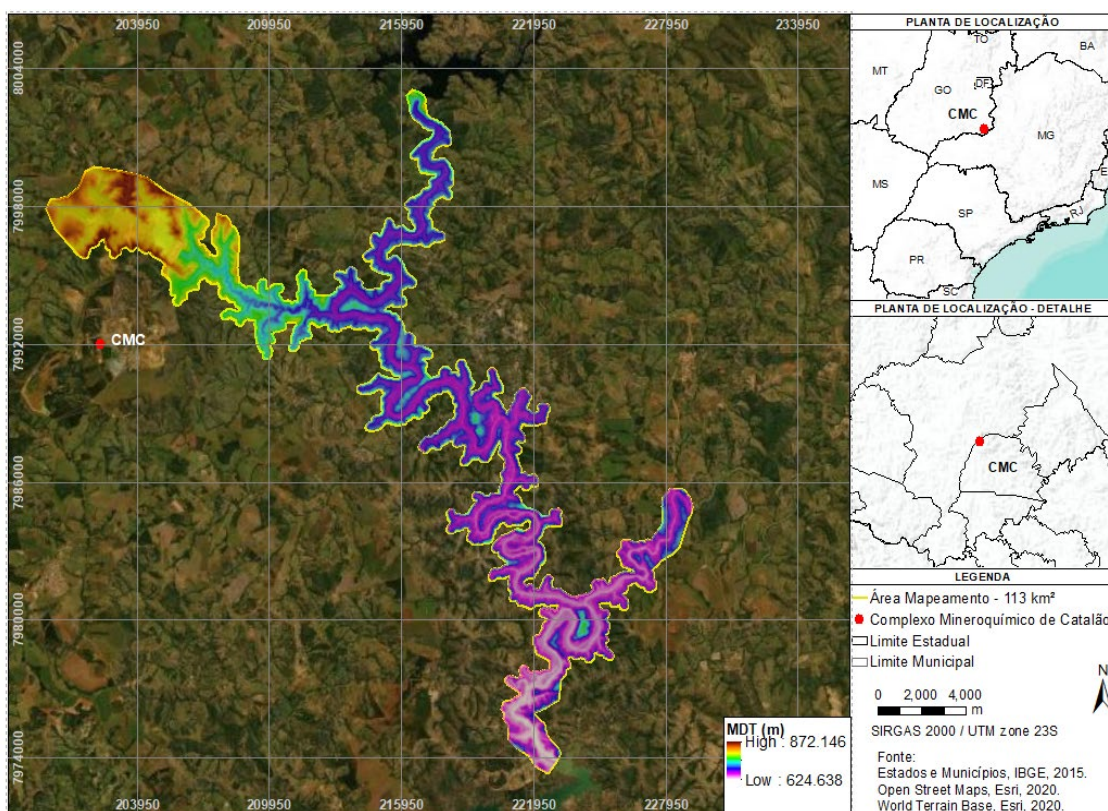 203950
209950
215950
221950
227950
233950
8004000
7998000
7992000
7986000
7980000
7974000
CMC
203950
209950
215950
221950
227950
233950
MDT (m)
High : 872.146
Low : 624.638
PLANTA DE LOCALIZAÇÃO
TO
BA
MT
GO
DF
CMC
MG
MS
E
SP
RJ
PR
SC
PLANTA DE LOCALIZAÇÃO - DETALHE
CMC
LEGENDA
Área Mapeamento - 113 km²
Complexo Mineroquímico de Catalão
Limite Estadual
Limite Municipal
N
0 2,000 4,000
m
SIRGAS 2000 / UTM zone 23S
Fonte:
Estados e Municípios, IBGE, 2015.
Open Street Maps, Esri, 2020.
World Terrain Base, Esri, 2020.